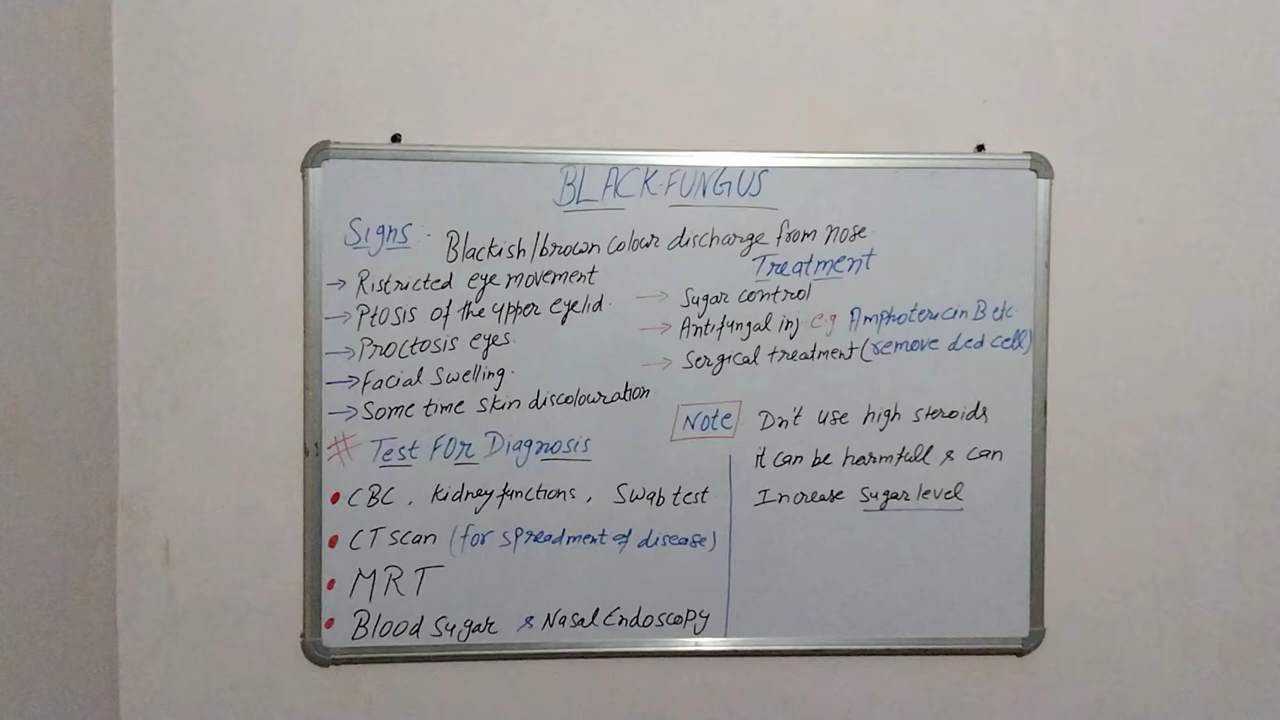 BLACK-FUNGUS
Signs - Blackish/brown colour discharge from nose
→ Ristricted eye movement
→ Ptosis of the upper eyelid.
→ Proctosis eyes.
→ Facial Swelling.
→ Some time skin discolouration
# Test FOR Diagnosis
• CBC, kidney functions, Swab test
• CT scan (for spreadment of disease)
• MRT
• Blood sugar & Nasal Endoscopy
Treatment
→ Sugar control
→ Antifungal inj e.g Amphotericin B etc
→ Sergical treatment (remove ded cell)
Note Dn't use high steroids
it can be harmfull & can
Increase sugar level